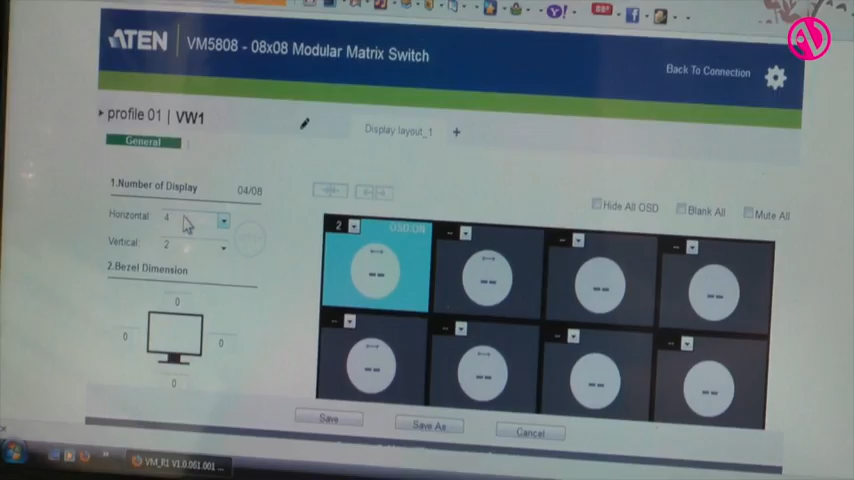 ATEN
VM5808 - 08x08 Modular Matrix Switch
Back To Connection
profile 01 | VW1
Display layout_1 +
General
1.Number of Display 04/08
Horizontal: 4
Vertical: 2
2.Bezel Dimension
0
0
0
0
Hide All OSD
Blank All
Mute All
2
OSD:ON
--
--
--
--
--
--
--
Save
Save As
Cancel
VM_R1 V1.0.061.001 ...